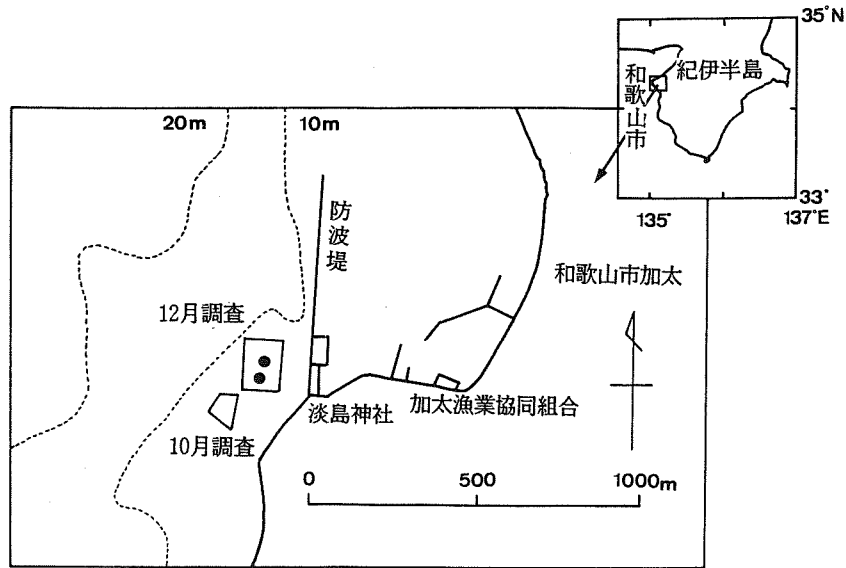 35°N
紀伊半島
和歌山市
33°
135°
137°E
20m
10m
防波堤
和歌山市加太
12月調査
淡島神社
加太漁業協同組合
10月調査
0
500
1000m